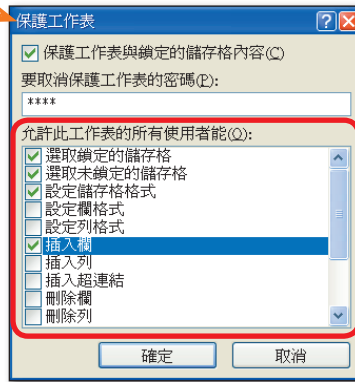 保護工作表
保護工作表與鎖定的儲存格內容(C)
要取消保護工作表的密碼(P):
****
允許此工作表的所有使用者能(O):
選取鎖定的儲存格
選取未鎖定的儲存格
設定儲存格格式
設定欄格式
設定列格式
插入欄
插入列
插入超連結
刪除欄
刪除列
確定 取消